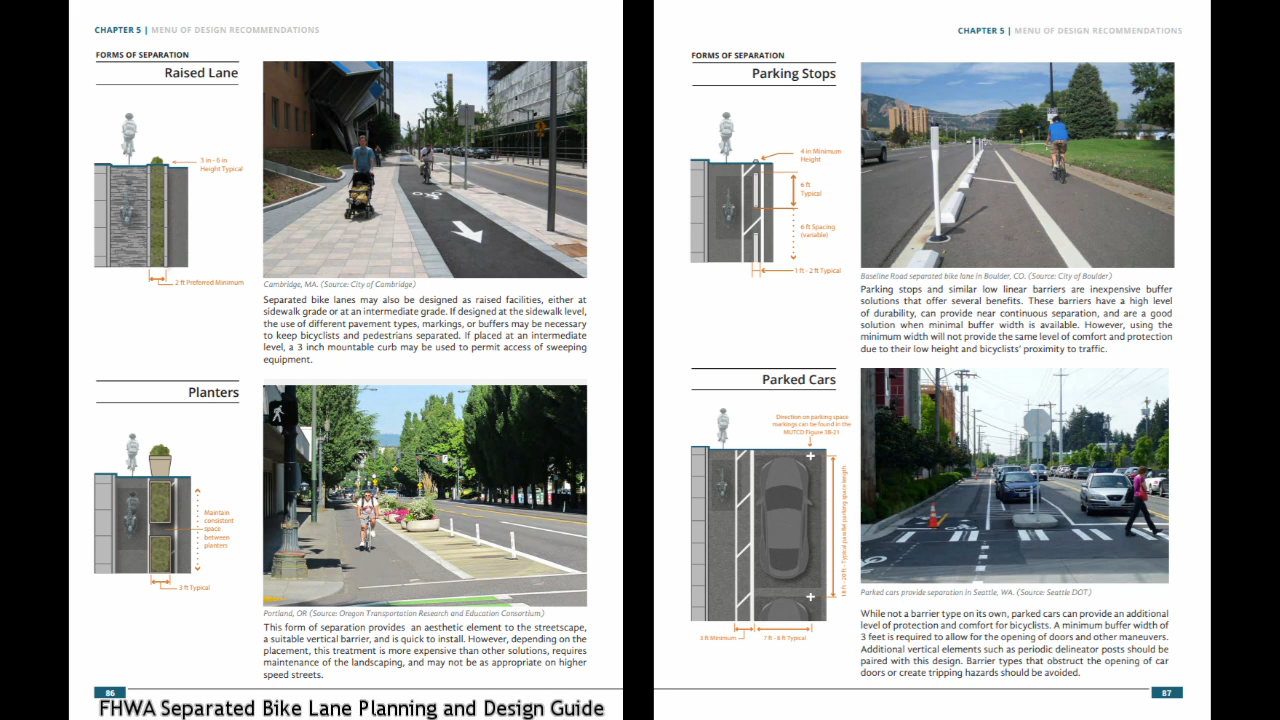 CHAPTER 5 | MENU OF DESIGN RECOMMENDATIONS
FORMS OF SEPARATION
Raised Lane
3 in - 6 in
Height Typical
2 ft Preferred Minimum
Cambridge, MA. (Source: City of Cambridge)
Separated bike lanes may also be designed as raised facilities, either at
sidewalk grade or at an intermediate grade. If designed at the sidewalk level,
the use of different pavement types, markings, or buffers may be necessary
to keep bicyclists and pedestrians separated. If placed at an intermediate
level, a 3 inch mountable curb may be used to permit access of sweeping
equipment.
Planters
Maintain
consistent
space
between
planters
3 ft Typical
Portland, OR (Source: Oregon Transportation Research and Education Consortium)
This form of separation provides an aesthetic element to the streetscape,
a suitable vertical barrier, and is quick to install. However, depending on the
placement, this treatment is more expensive than other solutions, requires
maintenance of the landscaping, and may not be as appropriate on higher
speed streets.
86
CHAPTER 5 | MENU OF DESIGN RECOMMENDATIONS
FORMS OF SEPARATION
Parking Stops
4 in Minimum
Height
6 ft
Typical
6 ft Spacing
(variable)
1 ft - 2 ft Typical
Baseline Road separated bike lane in Boulder, CO. (Source: City of Boulder)
Parking stops and similar low linear barriers are inexpensive buffer
solutions that offer several benefits. These barriers have a high level
of durability, can provide near continuous separation, and are a good
solution when minimal buffer width is available. However, using the
minimum width will not provide the same level of comfort and protection
due to their low height and bicyclists' proximity to traffic.
Parked Cars
Direction on parking space
markings can be found in the
MUTCD Figure 3B-21
18 ft - 20 ft - Typical parallel parking space length
3 ft Minimum
7 ft - 8 ft Typical
Parked cars provide separation in Seattle, WA. (Source: Seattle DOT)
While not a barrier type on its own, parked cars can provide an additional
level of protection and comfort for bicyclists. A minimum buffer width of
3 feet is required to allow for the opening of doors and other maneuvers.
Additional vertical elements such as periodic delineator posts should be
paired with this design. Barrier types that obstruct the opening of car
doors or create tripping hazards should be avoided.
87
FHWA Separated Bike Lane Planning and Design Guide